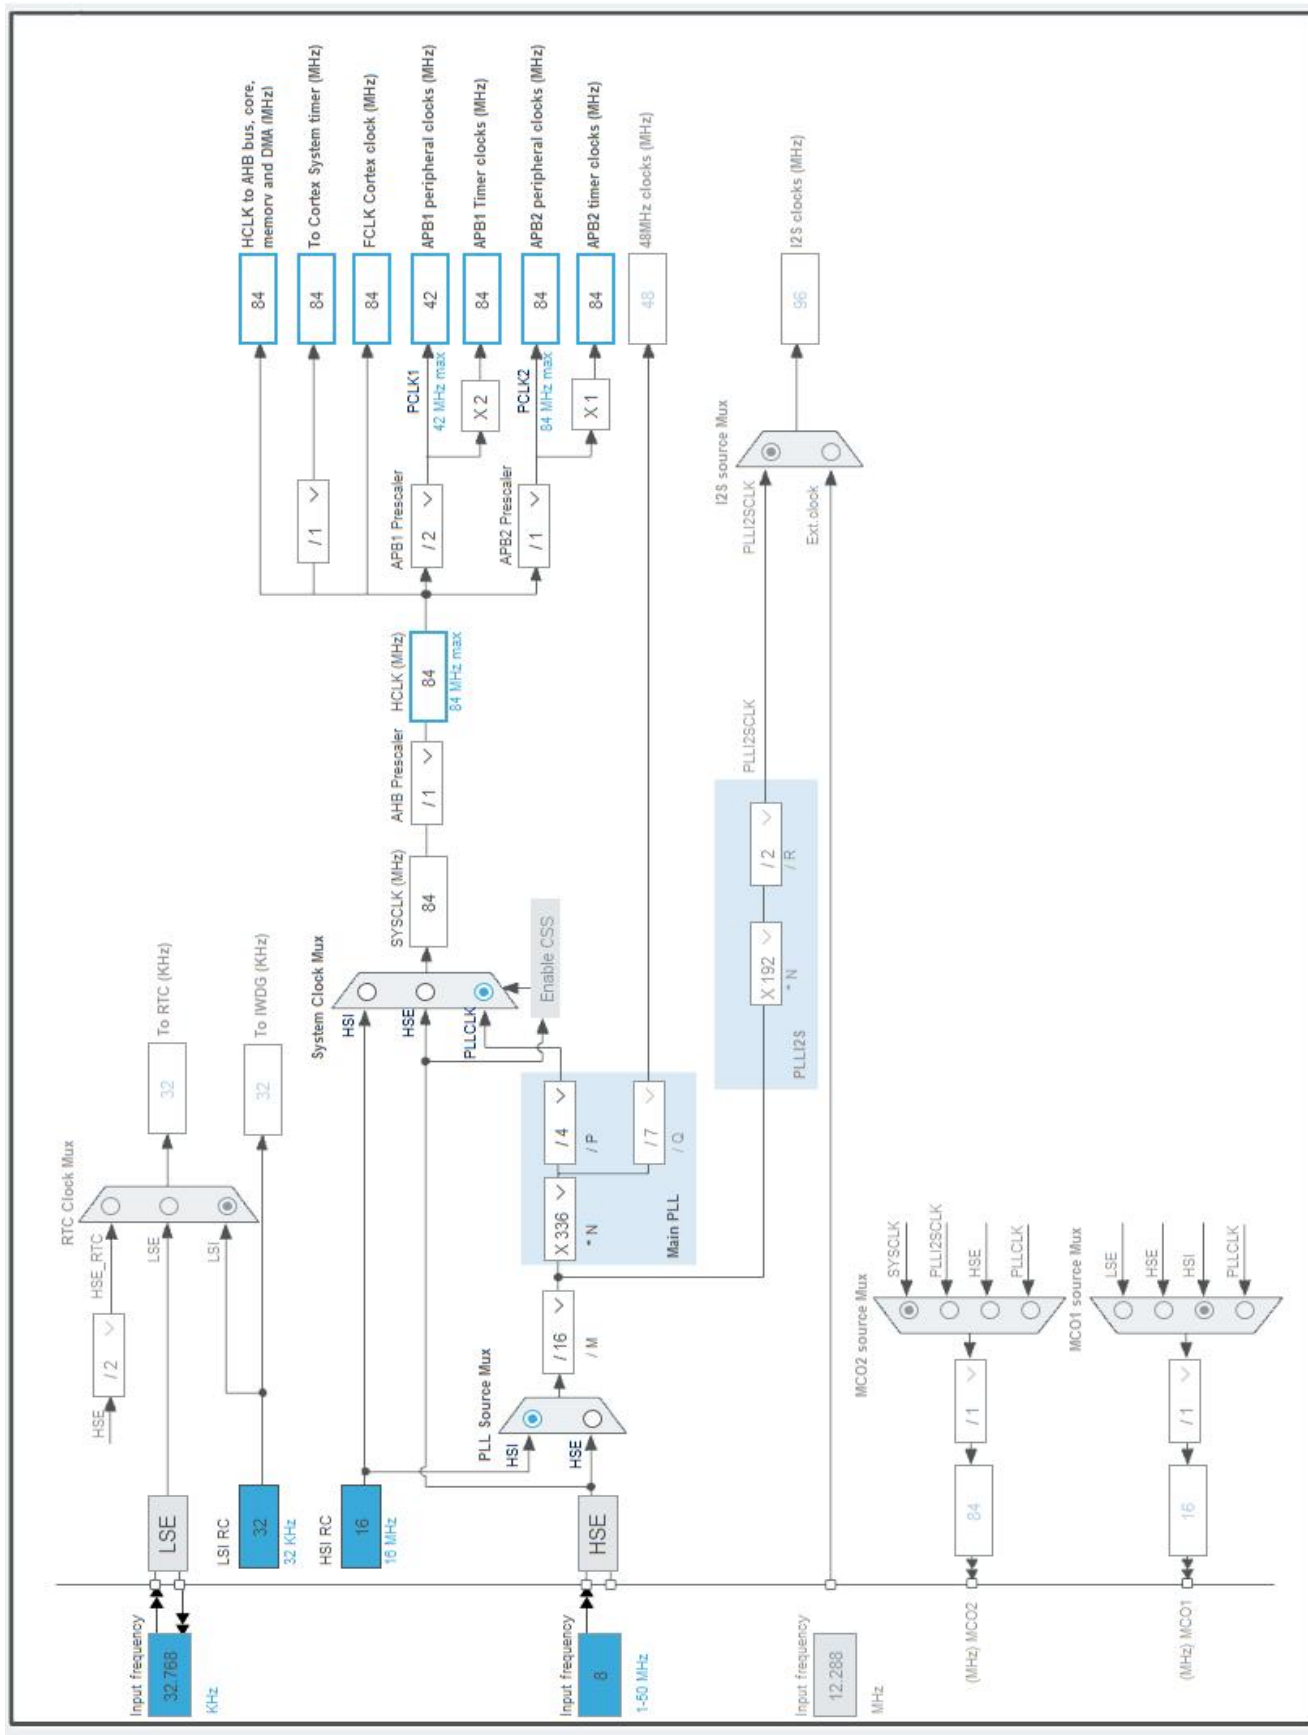 Input frequency
32.768
KHz
LSE
LSI RC
32
32 KHz
HSI RC
16
16 MHz
Input frequency
8
1-50 MHz
HSE
Input frequency
12.288
MHz
HSE
/ 2
HSE_RTC
LSE
LSI
RTC Clock Mux
32
To RTC (KHz)
32
To IWDG (KHz)
PLL Source Mux
HSI
HSE
/ 16
/ M
X 336
* N
/ 4
/ P
/ 7
/ Q
Main PLL
System Clock Mux
HSI
HSE
PLLCLK
Enable CSS
SYSCLK (MHz)
84
AHB Prescaler
/ 1
HCLK (MHz)
84
84 MHz max
/ 1
APB1 Prescaler
/ 2
PCLK1
42 MHz max
X 2
APB2 Prescaler
/ 1
PCLK2
84 MHz max
X 1
84
HCLK to AHB bus, core,
memory and DMA (MHz)
84
To Cortex System timer (MHz)
84
FCLK Cortex clock (MHz)
42
APB1 peripheral clocks (MHz)
84
APB1 Timer clocks (MHz)
84
APB2 peripheral clocks (MHz)
84
APB2 timer clocks (MHz)
48
48MHz clocks (MHz)
PLLI2S
X 192
* N
/ 2
/ R
PLLI2SCLK
PLLI2SCLK
Ext.clock
I2S source Mux
96
I2S clocks (MHz)
MCO2 source Mux
SYSCLK
PLLI2SCLK
HSE
PLLCLK
/ 1
84
(MHz) MCO2
MCO1 source Mux
LSE
HSE
HSI
PLLCLK
/ 1
16
(MHz) MCO1